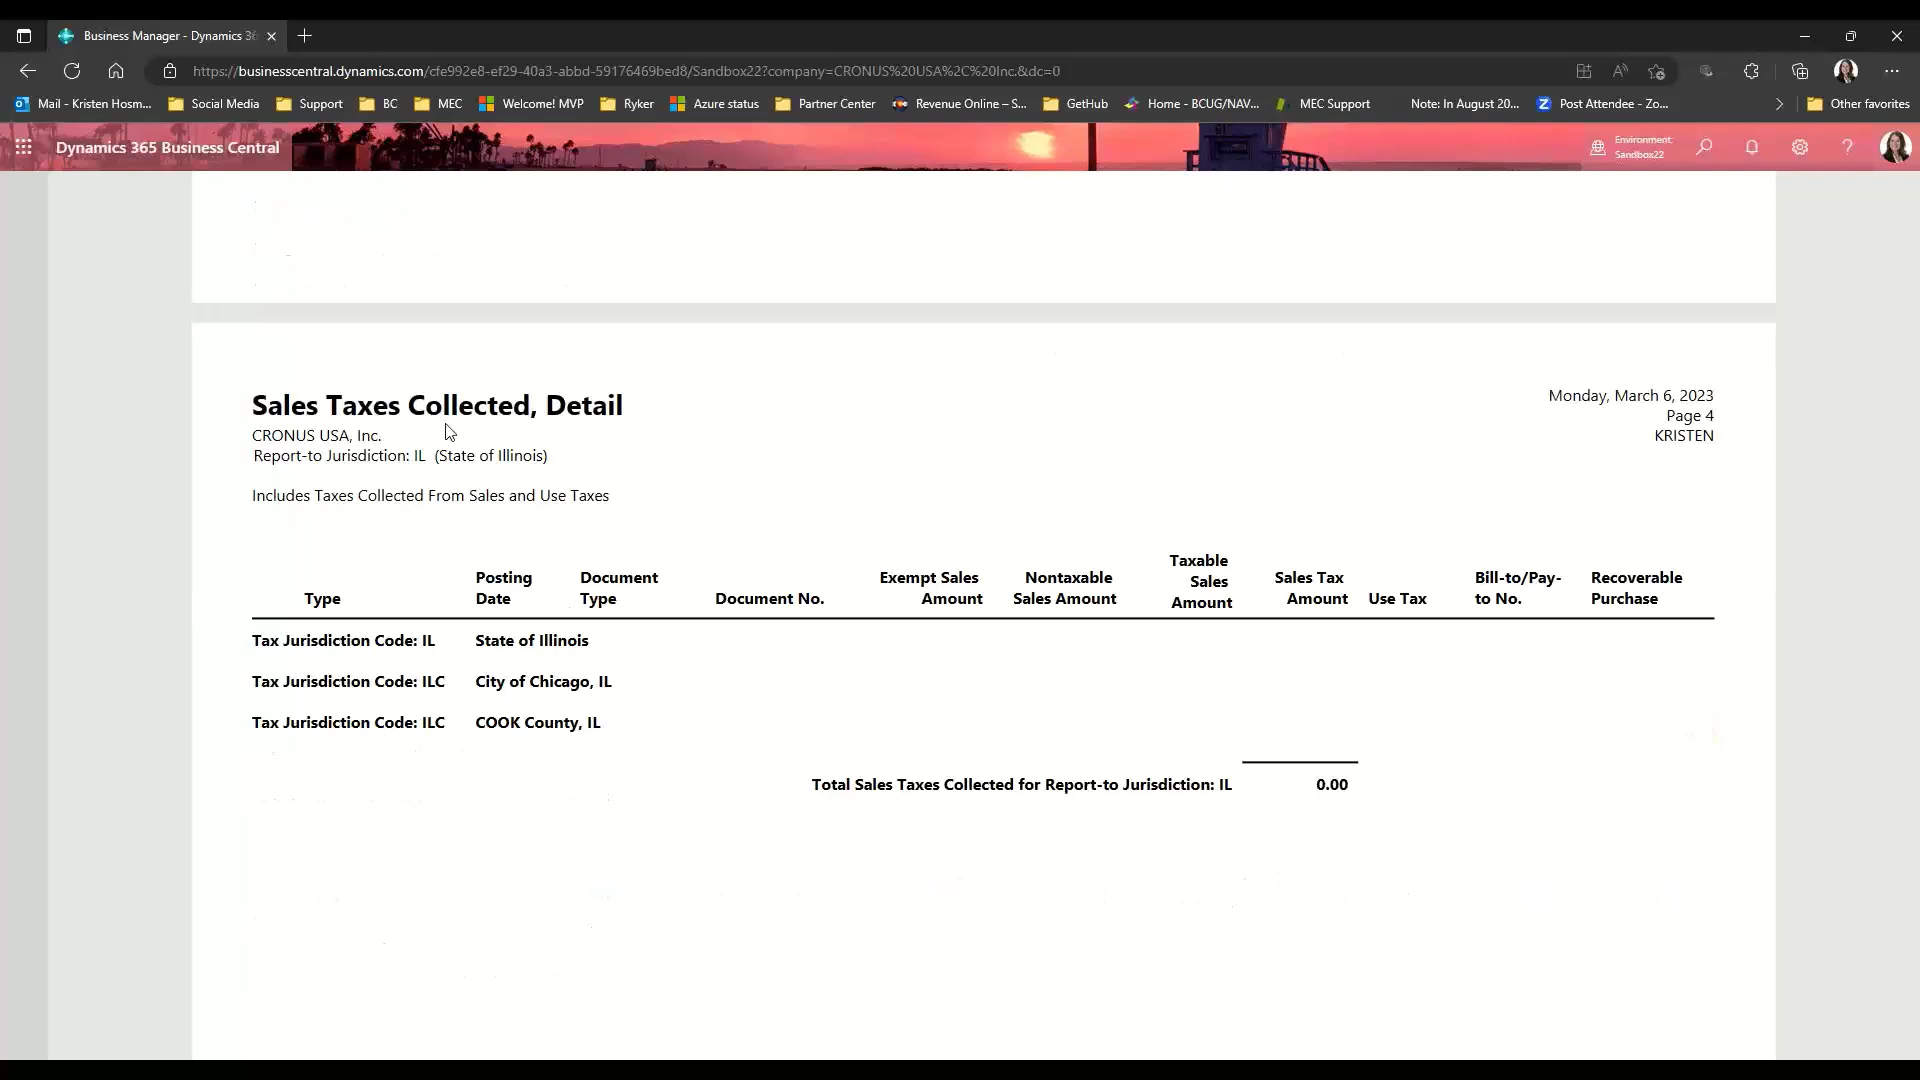 Business Manager - Dynamics 36
https://businesscentral.dynamics.com/cfe992e8-ef29-40a3-abbd-59176469bed8/Sandbox22?company=CRONUS%20USA%2C%20Inc.&dc=0
Mail - Kristen Hosm... Social Media Support BC MEC Welcome! MVP Ryker Azure status Partner Center Revenue Online – S... GetHub Home - BCUG/NAV... MEC Support Note: In August 20... Post Attendee - Zo... Other favorites
Dynamics 365 Business Central
Environment:
Sandbox22
Sales Taxes Collected, Detail
CRONUS USA, Inc.
Report-to Jurisdiction: IL (State of Illinois)
Includes Taxes Collected From Sales and Use Taxes
Monday, March 6, 2023
Page 4
KRISTEN
Type
Posting
Date
Document
Type
Document No.
Exempt Sales
Amount
Nontaxable
Sales Amount
Taxable
Sales
Amount
Sales Tax
Amount
Use Tax
Bill-to/Pay-
to No.
Recoverable
Purchase
Tax Jurisdiction Code: IL State of Illinois
Tax Jurisdiction Code: ILC City of Chicago, IL
Tax Jurisdiction Code: ILC COOK County, IL
Total Sales Taxes Collected for Report-to Jurisdiction: IL 0.00